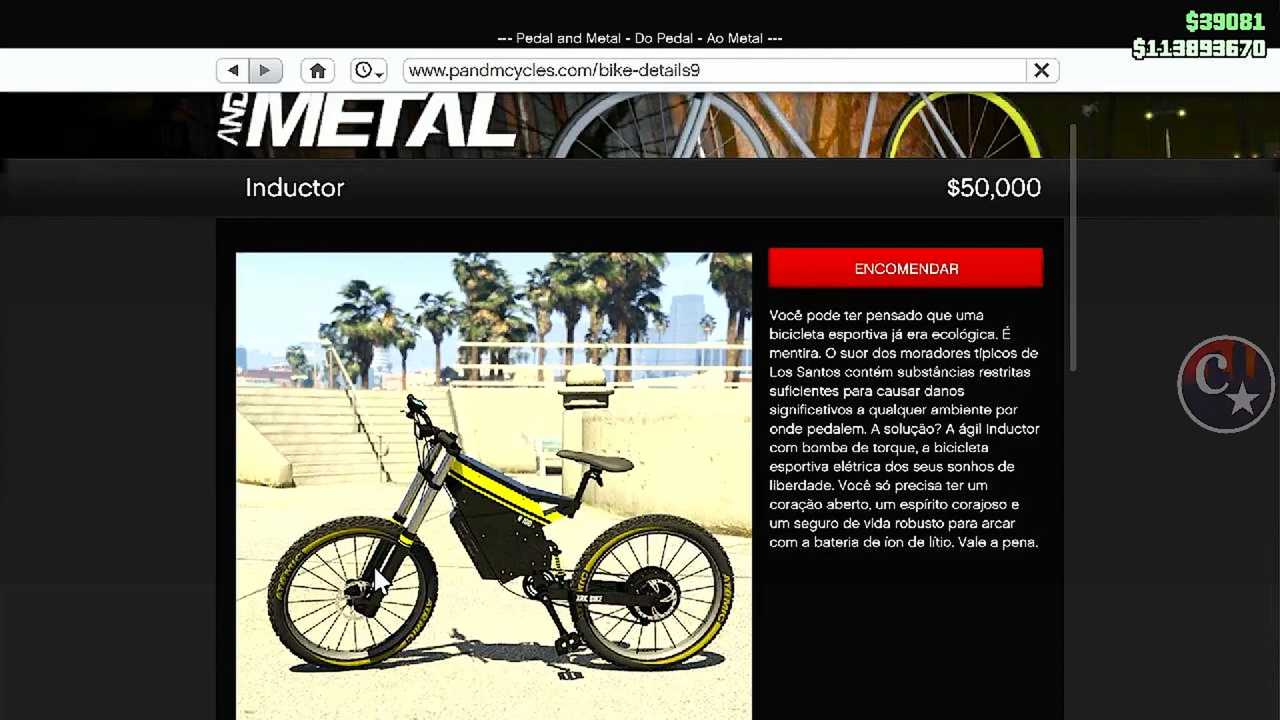 $39081
--- Pedal and Metal - Do Pedal - Ao Metal ---
$113893670
www.pandmcycles.com/bike-details9
AND METAL
Inductor
$50,000
ENCOMENDAR
Você pode ter pensado que uma
bicicleta esportiva já era ecológica. É
mentira. O suor dos moradores típicos de
Los Santos contém substâncias restritas
suficientes para causar danos
significativos a qualquer ambiente por
onde pedalem. A solução? A ágil Inductor
com bomba de torque, a bicicleta
esportiva elétrica dos seus sonhos de
liberdade. Você só precisa ter um
coração aberto, um espírito corajoso e
um seguro de vida robusto para arcar
com a bateria de íon de lítio. Vale a pena.
ATOMIC
ATOMIC